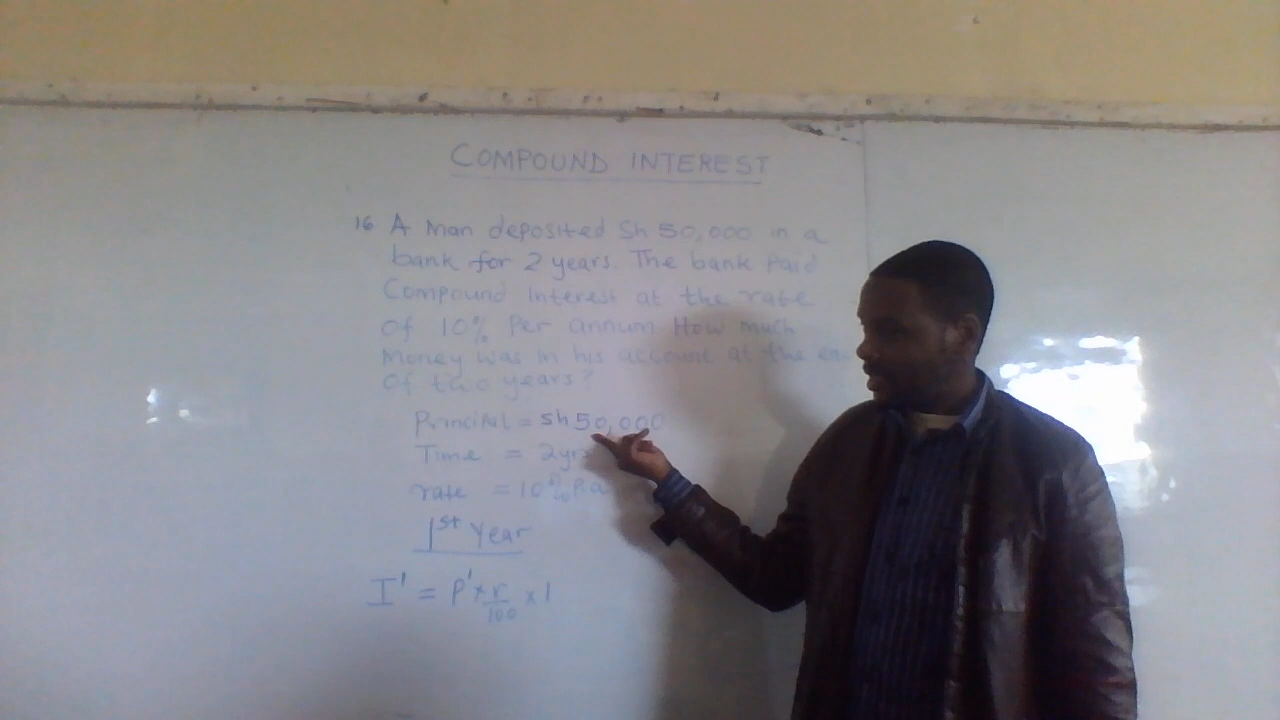 COMPOUND INTEREST
16 A man deposited Sh 50,000 in a
bank for 2 years. The bank paid
Compound interest at the rate
of 10% Per annum How much
Money was in his account at the
of two years?
Principal = Sh 50,000
Time = 2yrs
rate = 10% Pa
1st Year
I' = P' × r/100 × 1